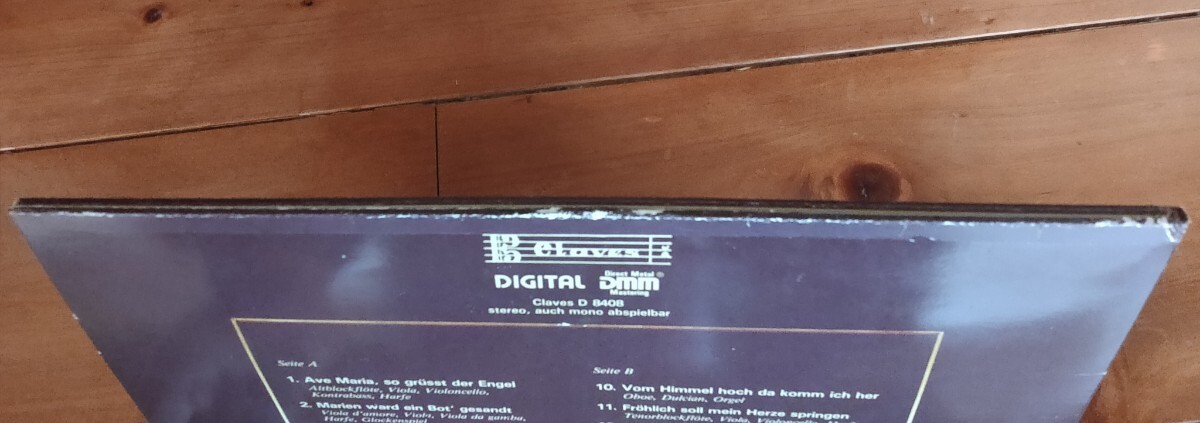 Claves
DIGITAL
Direct Metal
DMM
Mastering
Claves D 8408
stereo, auch mono abspielbar
Seite A
1. Ave Maria, so grüsst der Engel
Altblockflöte, Viola, Violoncello,
Kontrabass, Harfe
2. Marien ward ein Bot' gesandt
Viola d'amore, Viola da gamba,
Harfe, Glockenspiel
Seite B
10. Vom Himmel hoch da komm ich her
Oboe, Dulcian, Orgel
11. Fröhlich soll mein Herze springen
Tenorblockflöte, Viola, Violoncello,